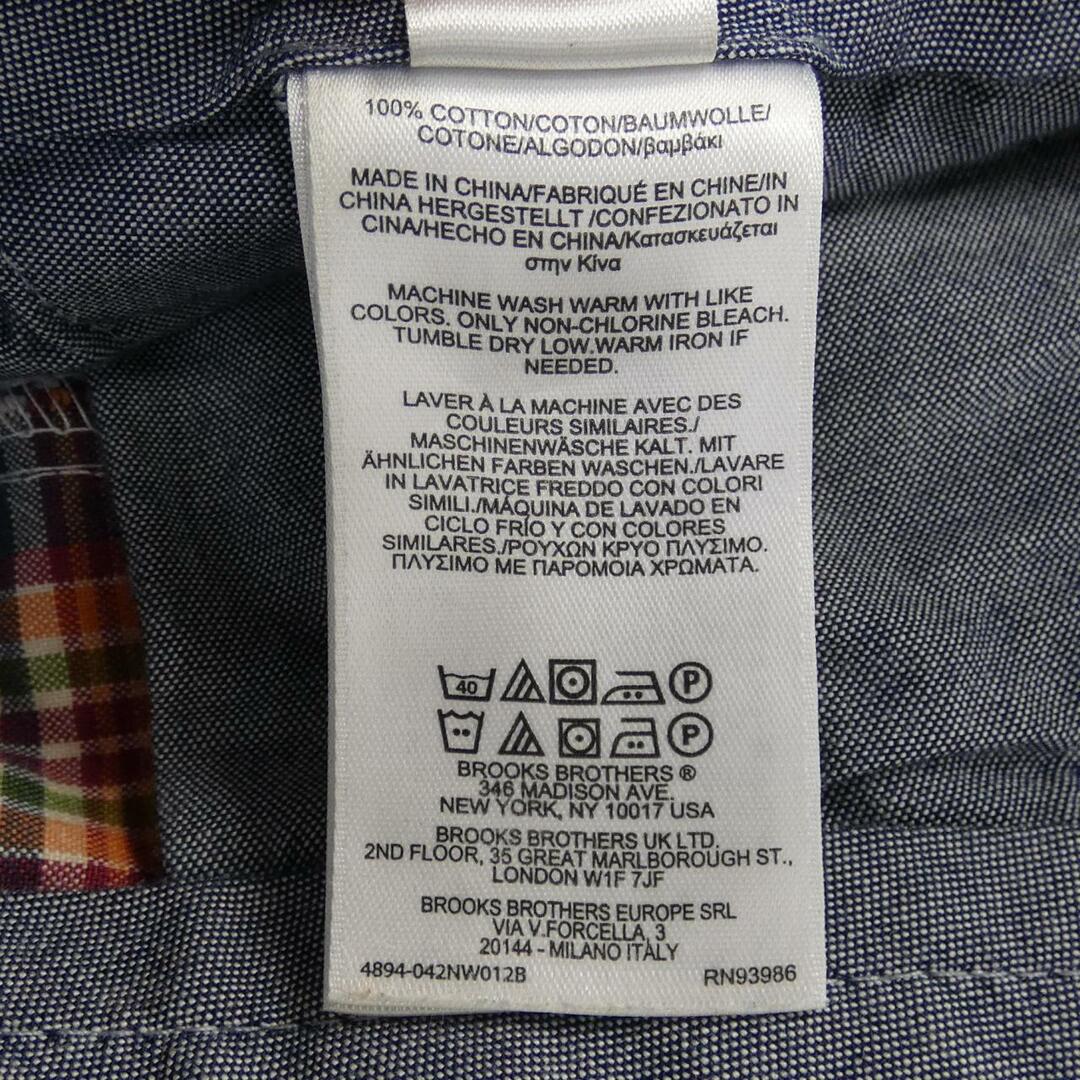 100% COTTON/COTON/BAUMWOLLE/
COTONE/ALGODON/βαμβάκι
MADE IN CHINA/FABRIQUÉ EN CHINE/IN
CHINA HERGESTELLT /CONFEZIONATO IN
CINA/HECHO EN CHINA/Κατασκευάζεται
στην Κίνα
MACHINE WASH WARM WITH LIKE
COLORS. ONLY NON-CHLORINE BLEACH.
TUMBLE DRY LOW.WARM IRON IF
NEEDED.
LAVER À LA MACHINE AVEC DES
COULEURS SIMILAIRES./
MASCHINENWÄSCHE KALT. MIT
ÄHNLICHEN FARBEN WASCHEN./LAVARE
IN LAVATRICE FREDDO CON COLORI
SIMILI./MÁQUINA DE LAVADO EN
CICLO FRÍO Y CON COLORES
SIMILARES./ΡΟΥΧΩΝ ΚΡΥΟ ΠΛΥΣΙΜΟ.
ΠΛΥΣΙΜΟ ΜΕ ΠΑΡΟΜΟΙΑ ΧΡΩΜΑΤΑ.
40 P
P
BROOKS BROTHERS ®
346 MADISON AVE.
NEW YORK, NY 10017 USA
BROOKS BROTHERS UK LTD.
2ND FLOOR, 35 GREAT MARLBOROUGH ST.,
LONDON W1F 7JF
BROOKS BROTHERS EUROPE SRL
VIA V.FORCELLA, 3
20144 - MILANO ITALY
4894-042NW012B RN93986